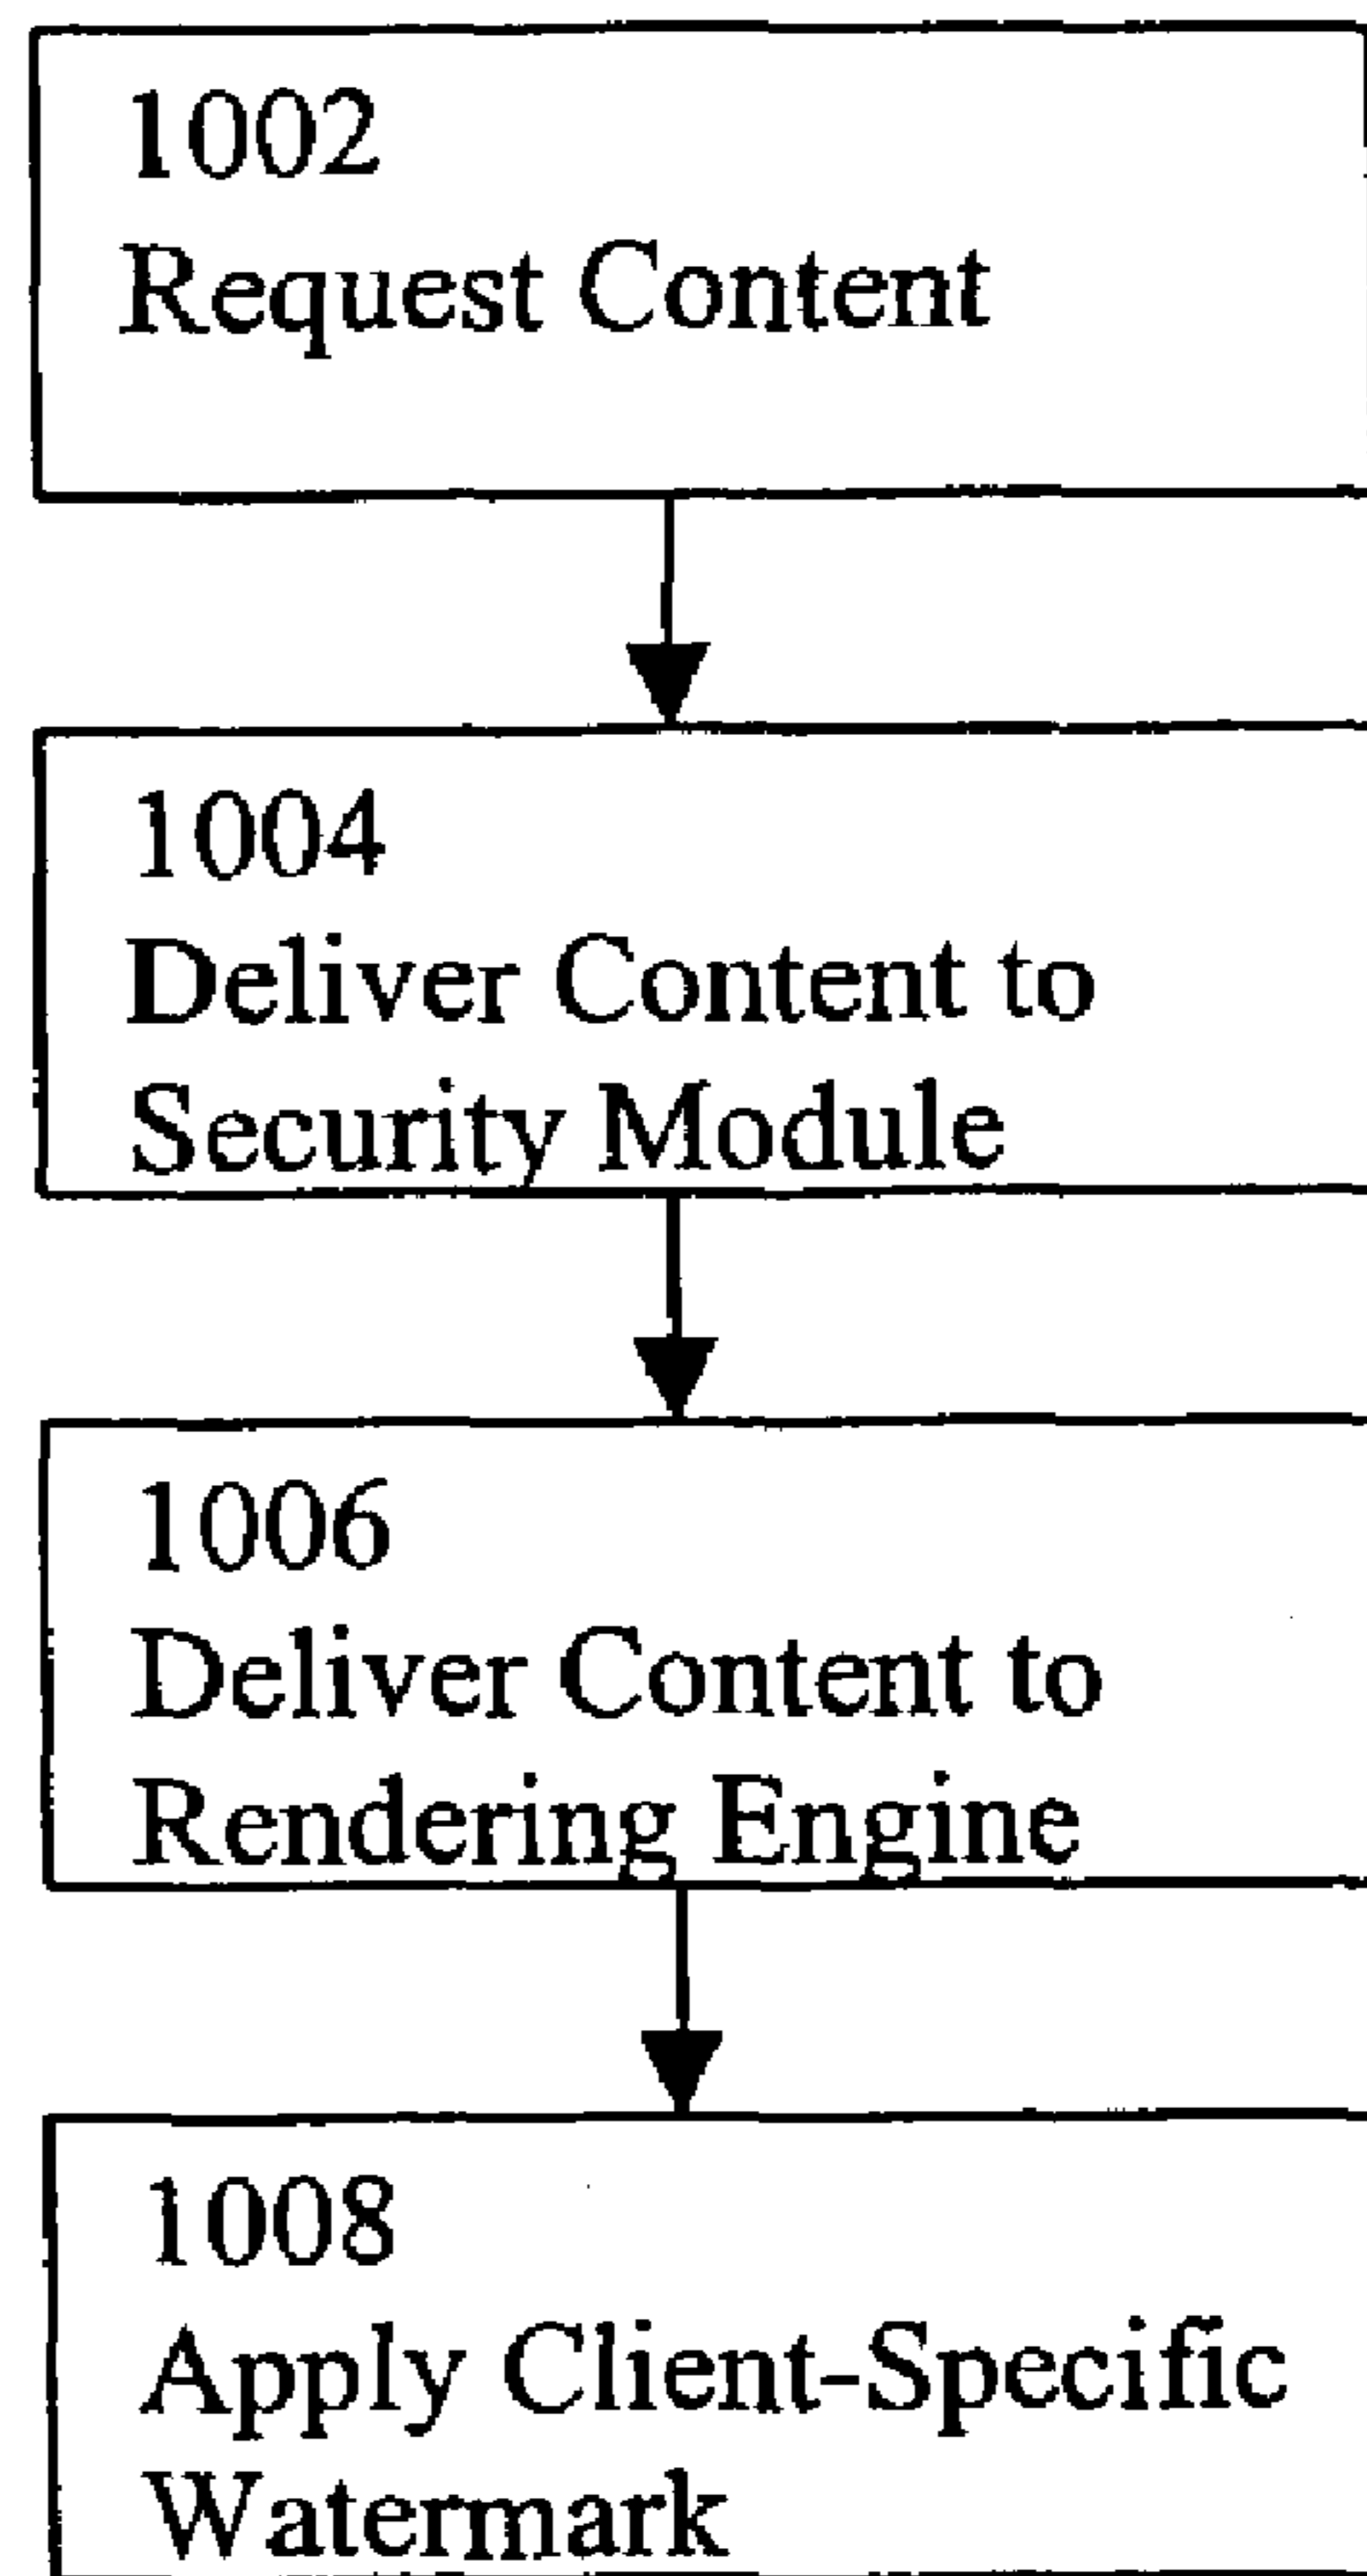 1002
Request Content
1004
Deliver Content to
Security Module
1006
Deliver Content to
Rendering Engine
1008
Apply Client-Specific
Watermark